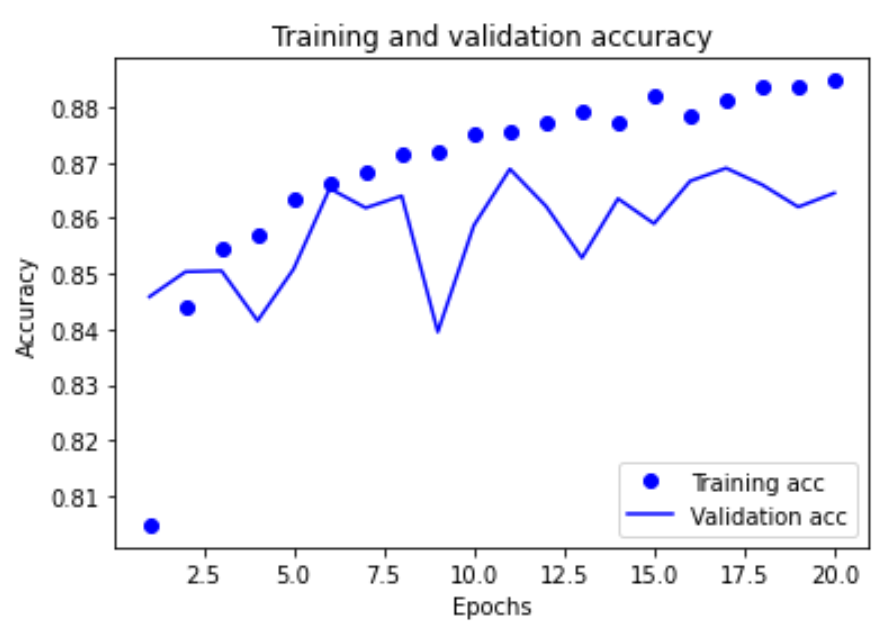 Training and validation accuracy
0.88
0.87
0.86
0.85
0.84
0.83
0.82
0.81
Accuracy
Training acc
Validation acc
2.5 5.0 7.5 10.0 12.5 15.0 17.5 20.0
Epochs